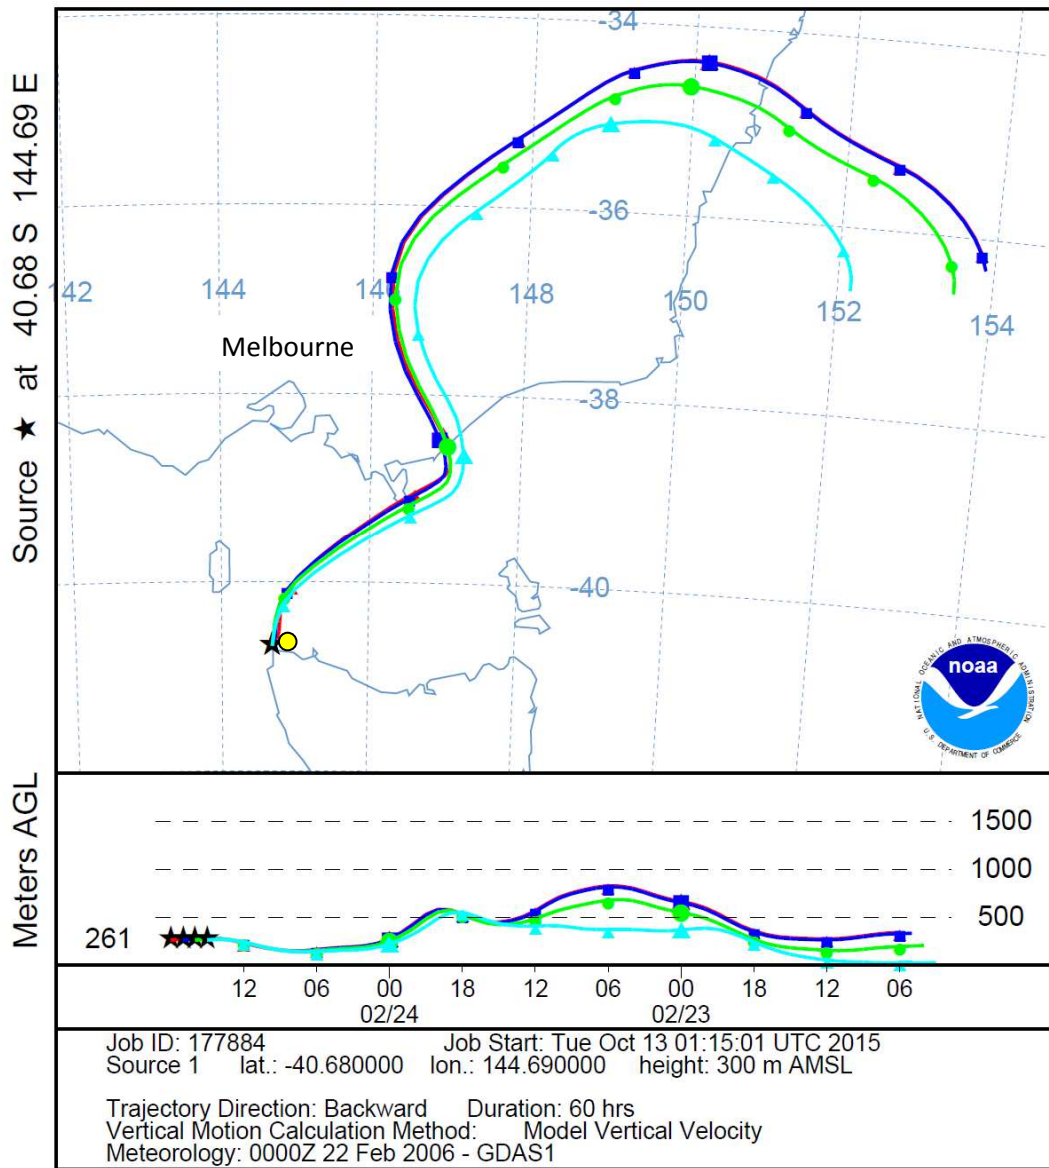 Source ★ at 40.68 S 144.69 E
-34
-36
142
144
148
150
152
154
Melbourne
-38
-40
NATIONAL OCEANIC AND ATMOSPHERIC ADMINISTRATION
noaa
U.S. DEPARTMENT OF COMMERCE
Meters AGL
1500
1000
500
261
12 06 00 18 12 06 00 18 12 06
02/24 02/23
Job ID: 177884 Job Start: Tue Oct 13 01:15:01 UTC 2015
Source 1 lat.: -40.680000 lon.: 144.690000 height: 300 m AMSL
Trajectory Direction: Backward Duration: 60 hrs
Vertical Motion Calculation Method: Model Vertical Velocity
Meteorology: 0000Z 22 Feb 2006 - GDAS1